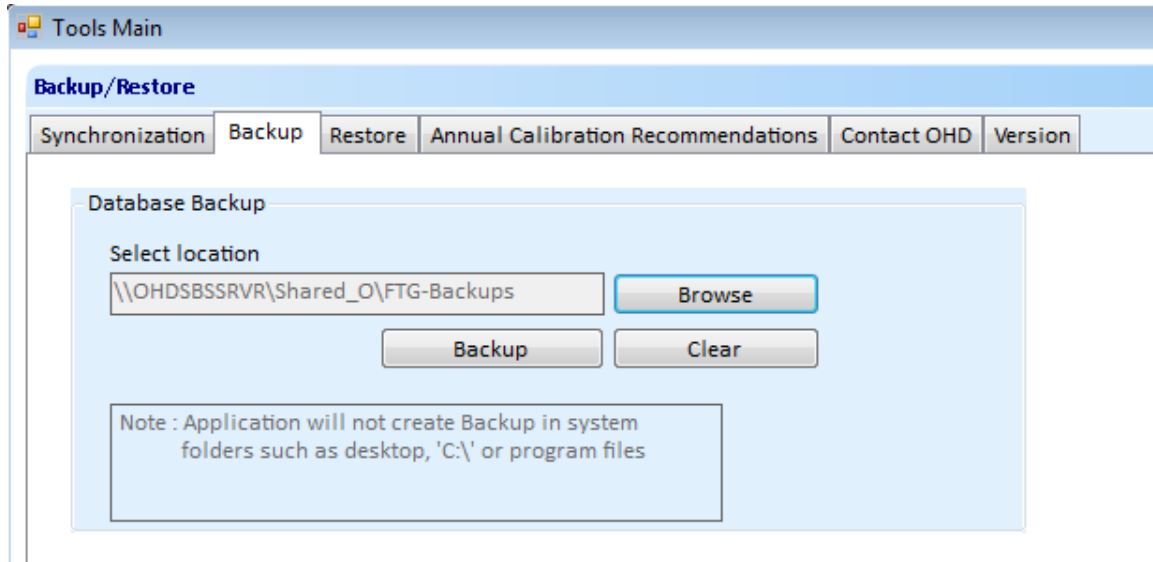 Tools Main
Backup/Restore
Synchronization Backup Restore Annual Calibration Recommendations Contact OHD Version
Database Backup
Select location
\\OHDSBSSRVR\Shared_O\FTG-Backups Browse
Backup Clear
Note : Application will not create Backup in system
folders such as desktop, 'C:\' or program files